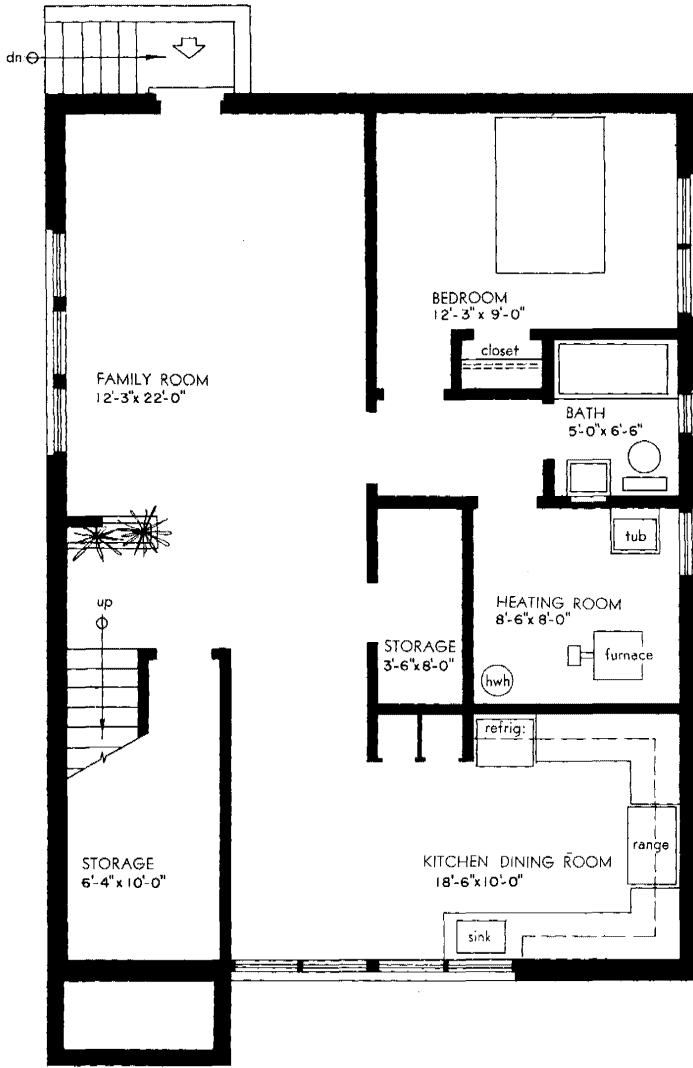 dn
BEDROOM
12'-3" x 9'-0"
closet
FAMILY ROOM
12'-3" x 22'-0"
BATH
5'-0" x 6'-6"
tub
up
HEATING ROOM
8'-6" x 8'-0"
STORAGE
3'-6" x 8'-0"
furnace
hwh
refrig:
range
STORAGE
6'-4" x 10'-0"
KITCHEN DINING ROOM
18'-6" x 10'-0"
sink